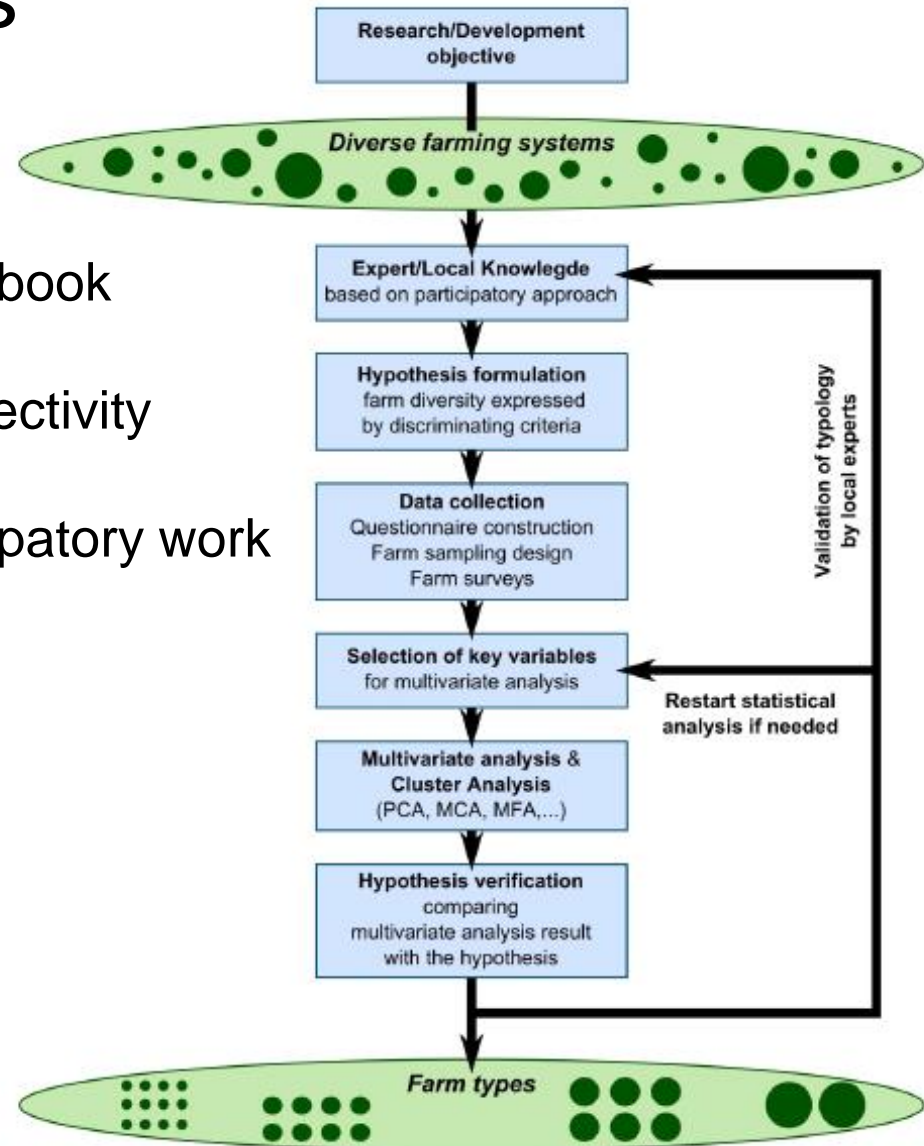 s
book
ectivity
patory work
Research/Development
objective
Diverse farming systems
Expert/Local Knowlegde
based on participatory approach
Hypothesis formulation
farm diversity expressed
by discriminating criteria
Data collection
Questionnaire construction
Farm sampling design
Farm surveys
Selection of key variables
for multivariate analysis
Multivariate analysis &
Cluster Analysis
(PCA, MCA, MFA,...)
Hypothesis verification
comparing
multivariate analysis result
with the hypothesis
Validation of typology
by local experts
Restart statistical
analysis if needed
Farm types